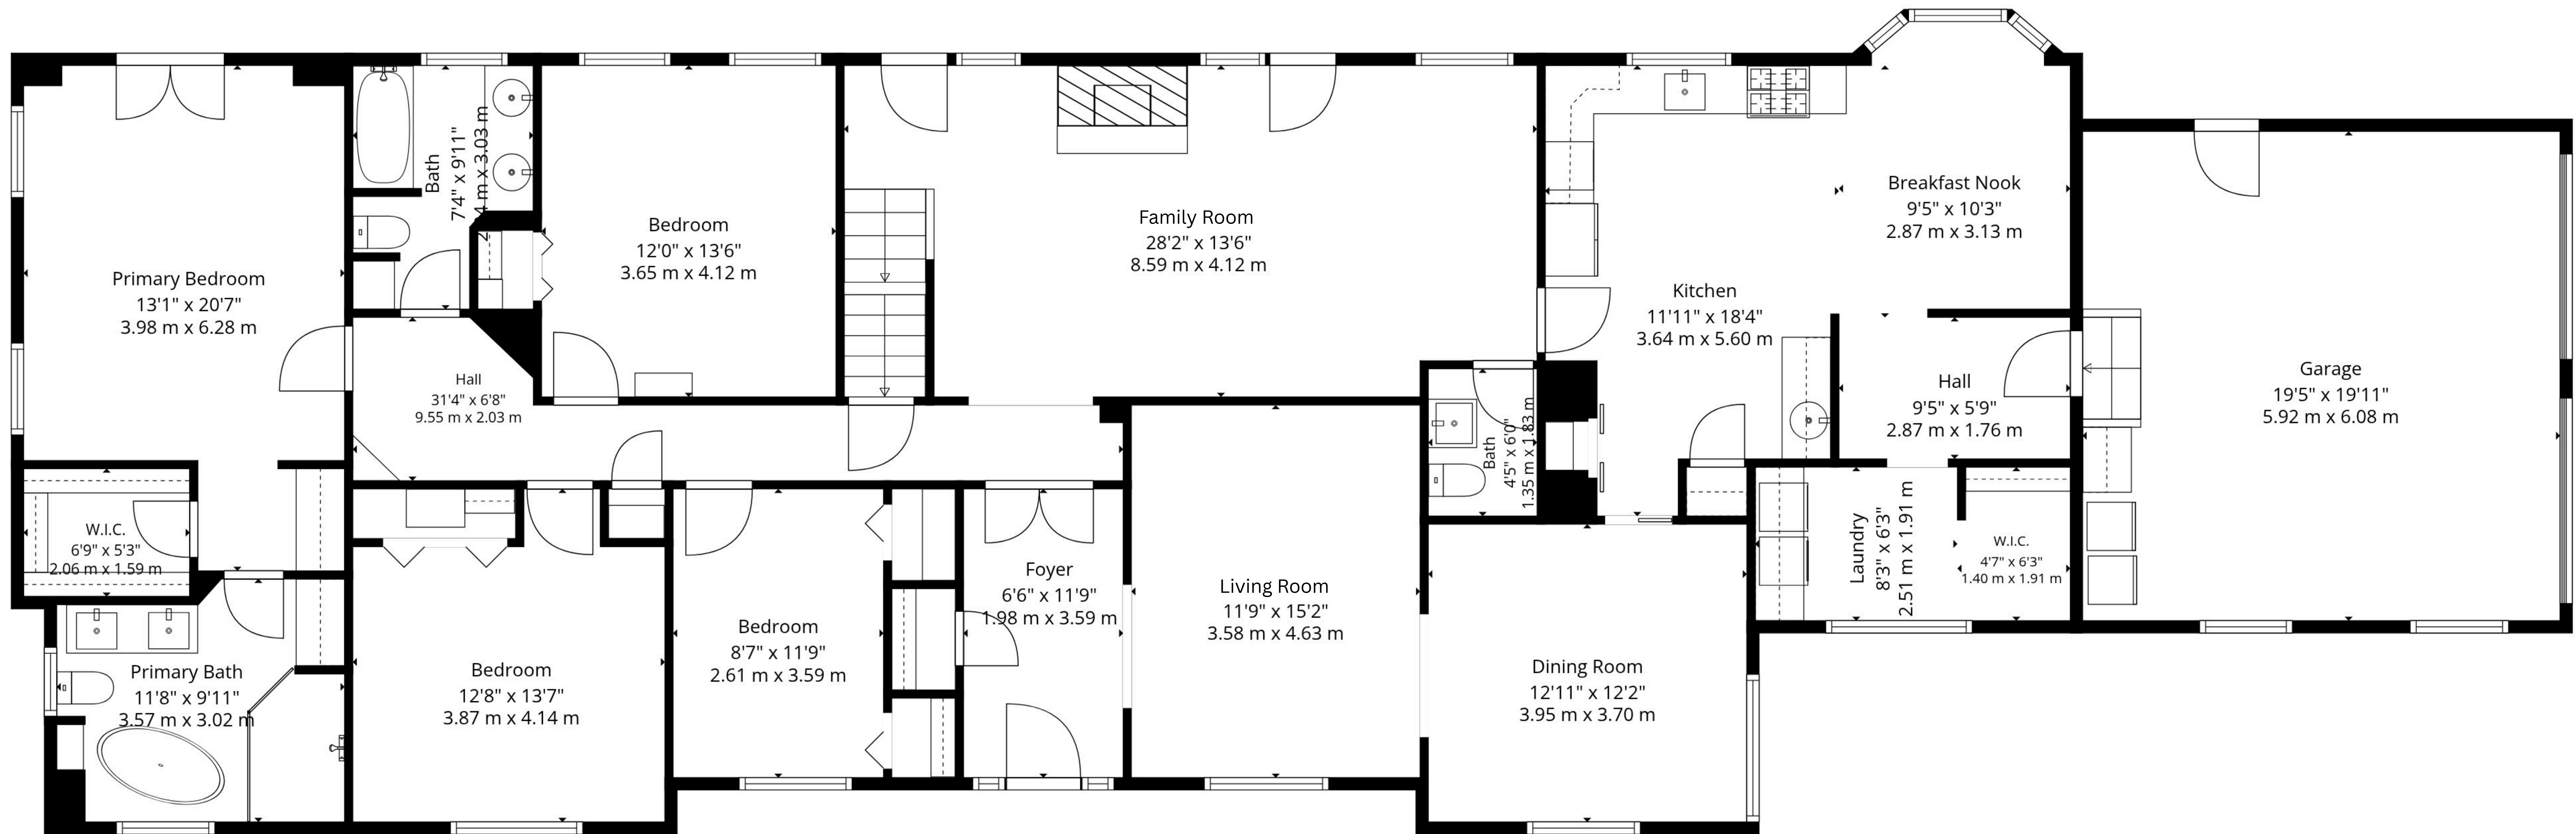 Primary Bedroom
13'1" x 20'7"
3.98 m x 6.28 m
Bath
7'4" x 9'11"
4 m x 3.03 m
Bedroom
12'0" x 13'6"
3.65 m x 4.12 m
Family Room
28'2" x 13'6"
8.59 m x 4.12 m
Kitchen
11'11" x 18'4"
3.64 m x 5.60 m
Breakfast Nook
9'5" x 10'3"
2.87 m x 3.13 m
Hall
31'4" x 6'8"
9.55 m x 2.03 m
Hall
9'5" x 5'9"
2.87 m x 1.76 m
Garage
19'5" x 19'11"
5.92 m x 6.08 m
Bath
4'5" x 6'0"
1.35 m x 1.83 m
W.I.C.
6'9" x 5'3"
2.06 m x 1.59 m
Foyer
6'6" x 11'9"
1.98 m x 3.59 m
Living Room
11'9" x 15'2"
3.58 m x 4.63 m
Laundry
8'3" x 6'3"
2.51 m x 1.91 m
W.I.C.
4'7" x 6'3"
1.40 m x 1.91 m
Primary Bath
11'8" x 9'11"
3.57 m x 3.02 m
Bedroom
12'8" x 13'7"
3.87 m x 4.14 m
Bedroom
8'7" x 11'9"
2.61 m x 3.59 m
Dining Room
12'11" x 12'2"
3.95 m x 3.70 m